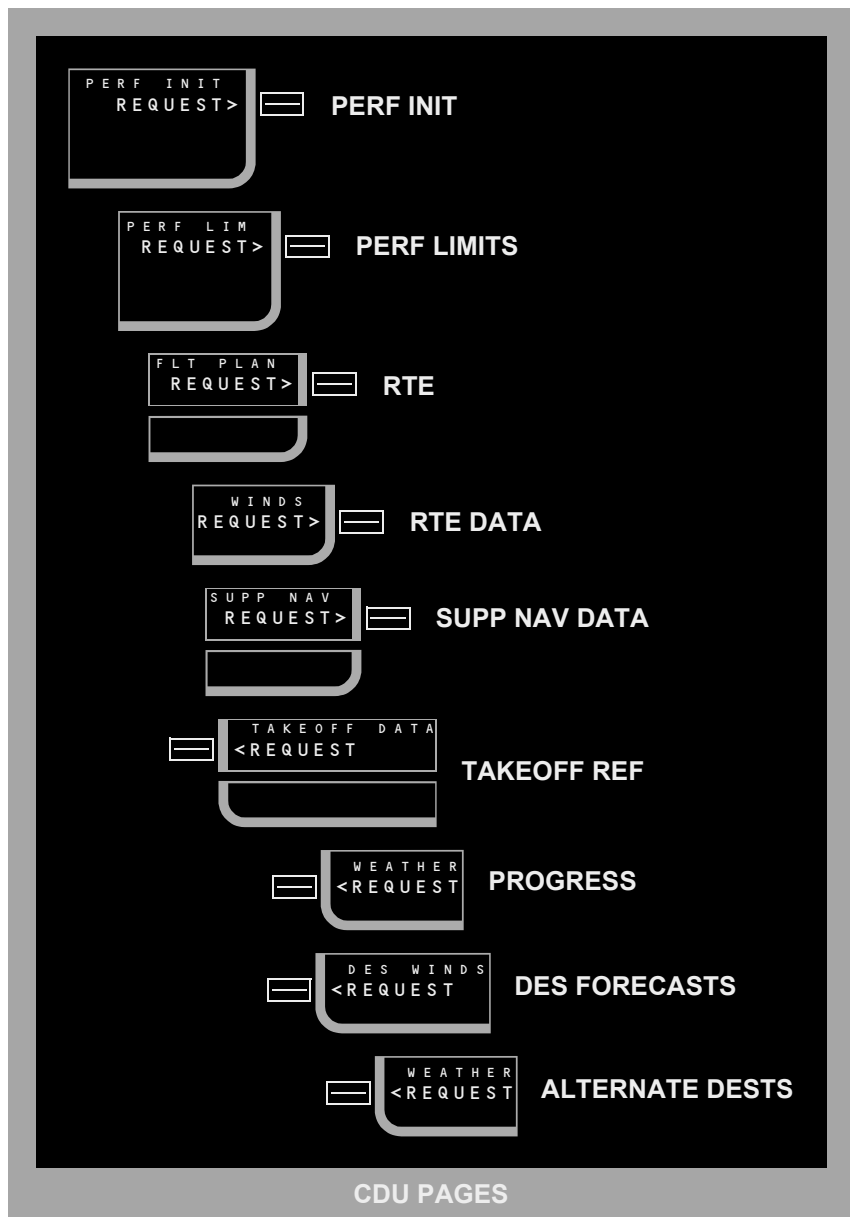 PERF INIT
REQUEST>
PERF INIT
PERF LIM
REQUEST>
PERF LIMITS
FLT PLAN
REQUEST>
RTE
WINDS
REQUEST>
RTE DATA
SUPP NAV
REQUEST>
SUPP NAV DATA
TAKEOFF DATA
<REQUEST
TAKEOFF REF
WEATHER
<REQUEST
PROGRESS
DES WINDS
<REQUEST
DES FORECASTS
WEATHER
<REQUEST
ALTERNATE DESTS
CDU PAGES